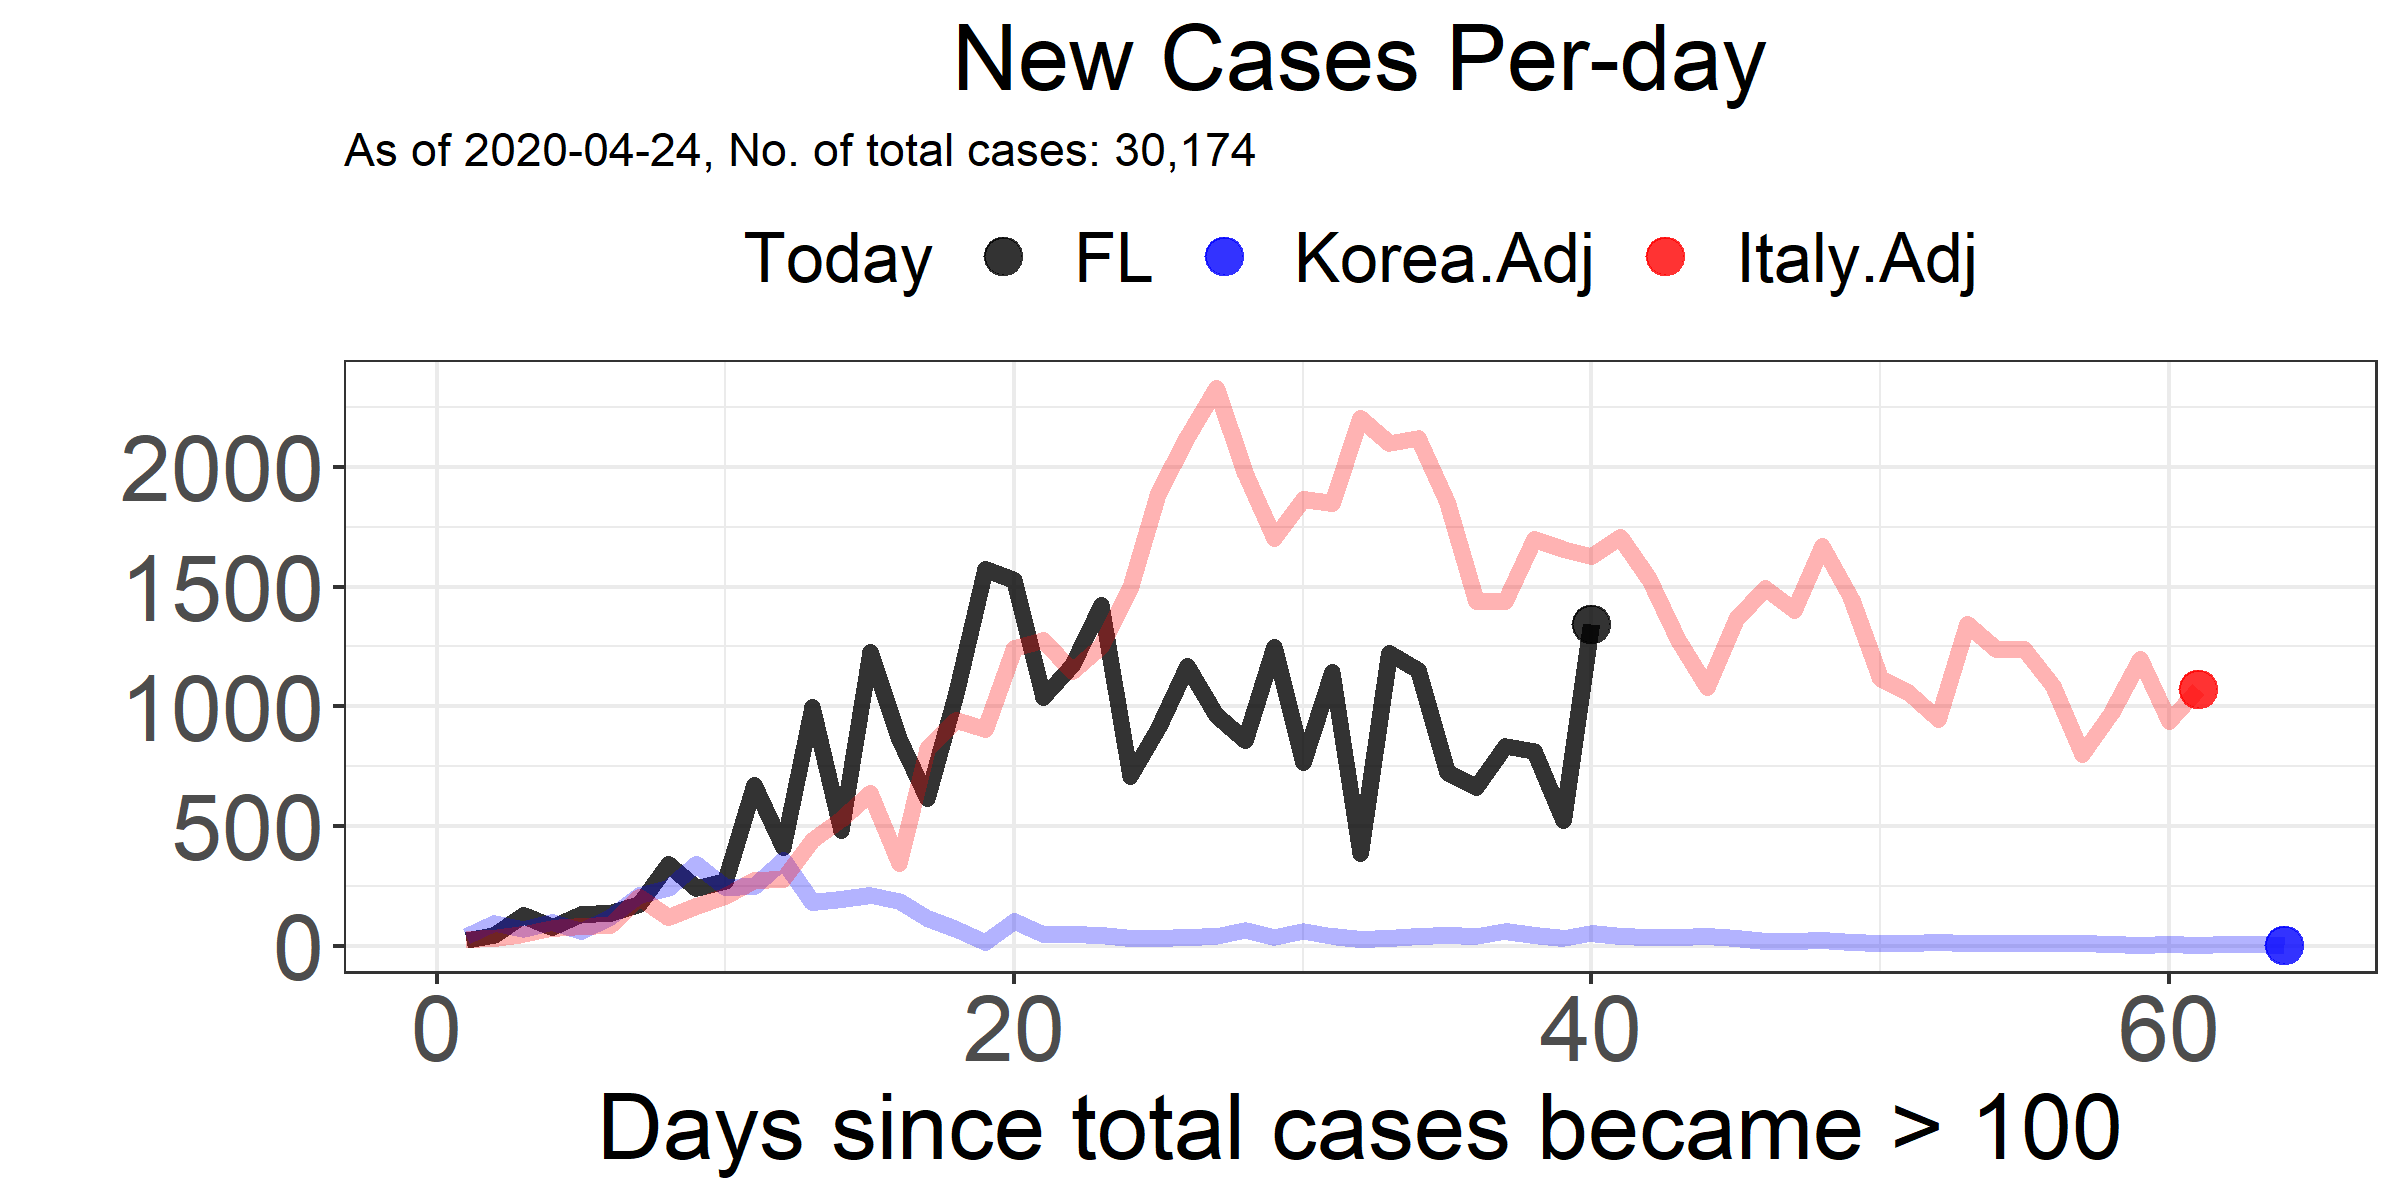 New Cases Per-day
As of 2020-04-24, No. of total cases: 30,174
Today FL Korea.Adj Italy.Adj
2000
1500
1000
500
0
0 20 40 60
Days since total cases became > 100